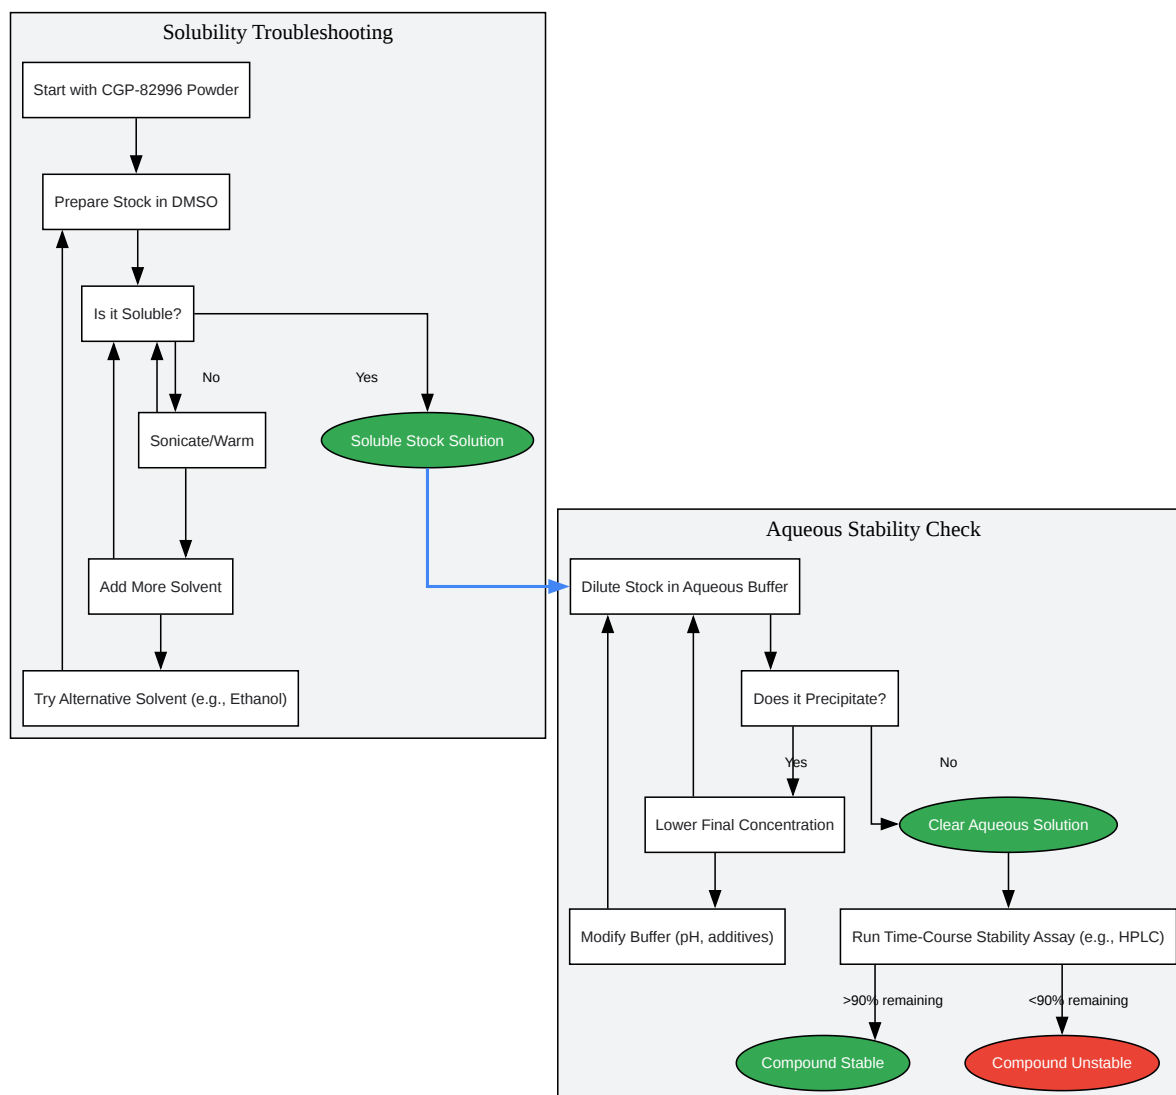 Solubility Troubleshooting
Start with CGP-82996 Powder
Prepare Stock in DMSO
Is it Soluble?
No
Yes
Sonicate/Warm
Soluble Stock Solution
Add More Solvent
Try Alternative Solvent (e.g., Ethanol)
Aqueous Stability Check
Dilute Stock in Aqueous Buffer
Does it Precipitate?
Yes
No
Lower Final Concentration
Clear Aqueous Solution
Modify Buffer (pH, additives)
Run Time-Course Stability Assay (e.g., HPLC)
>90% remaining
<90% remaining
Compound Stable
Compound Unstable